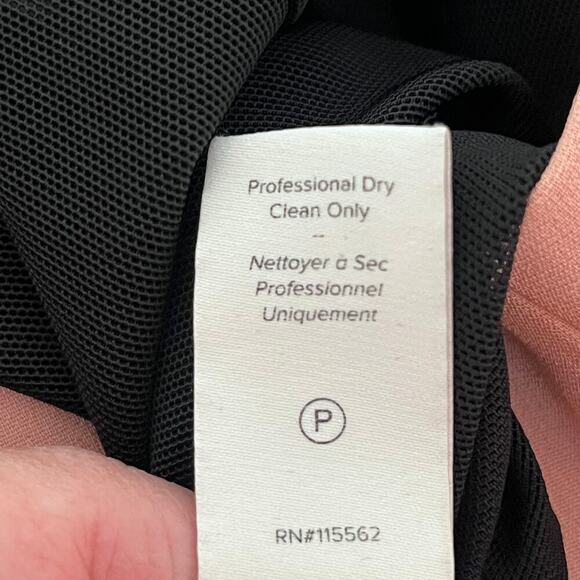 Professional Dry
Clean Only
--
Nettoyer à Sec
Professionnel
Uniquement
P
RN#115562